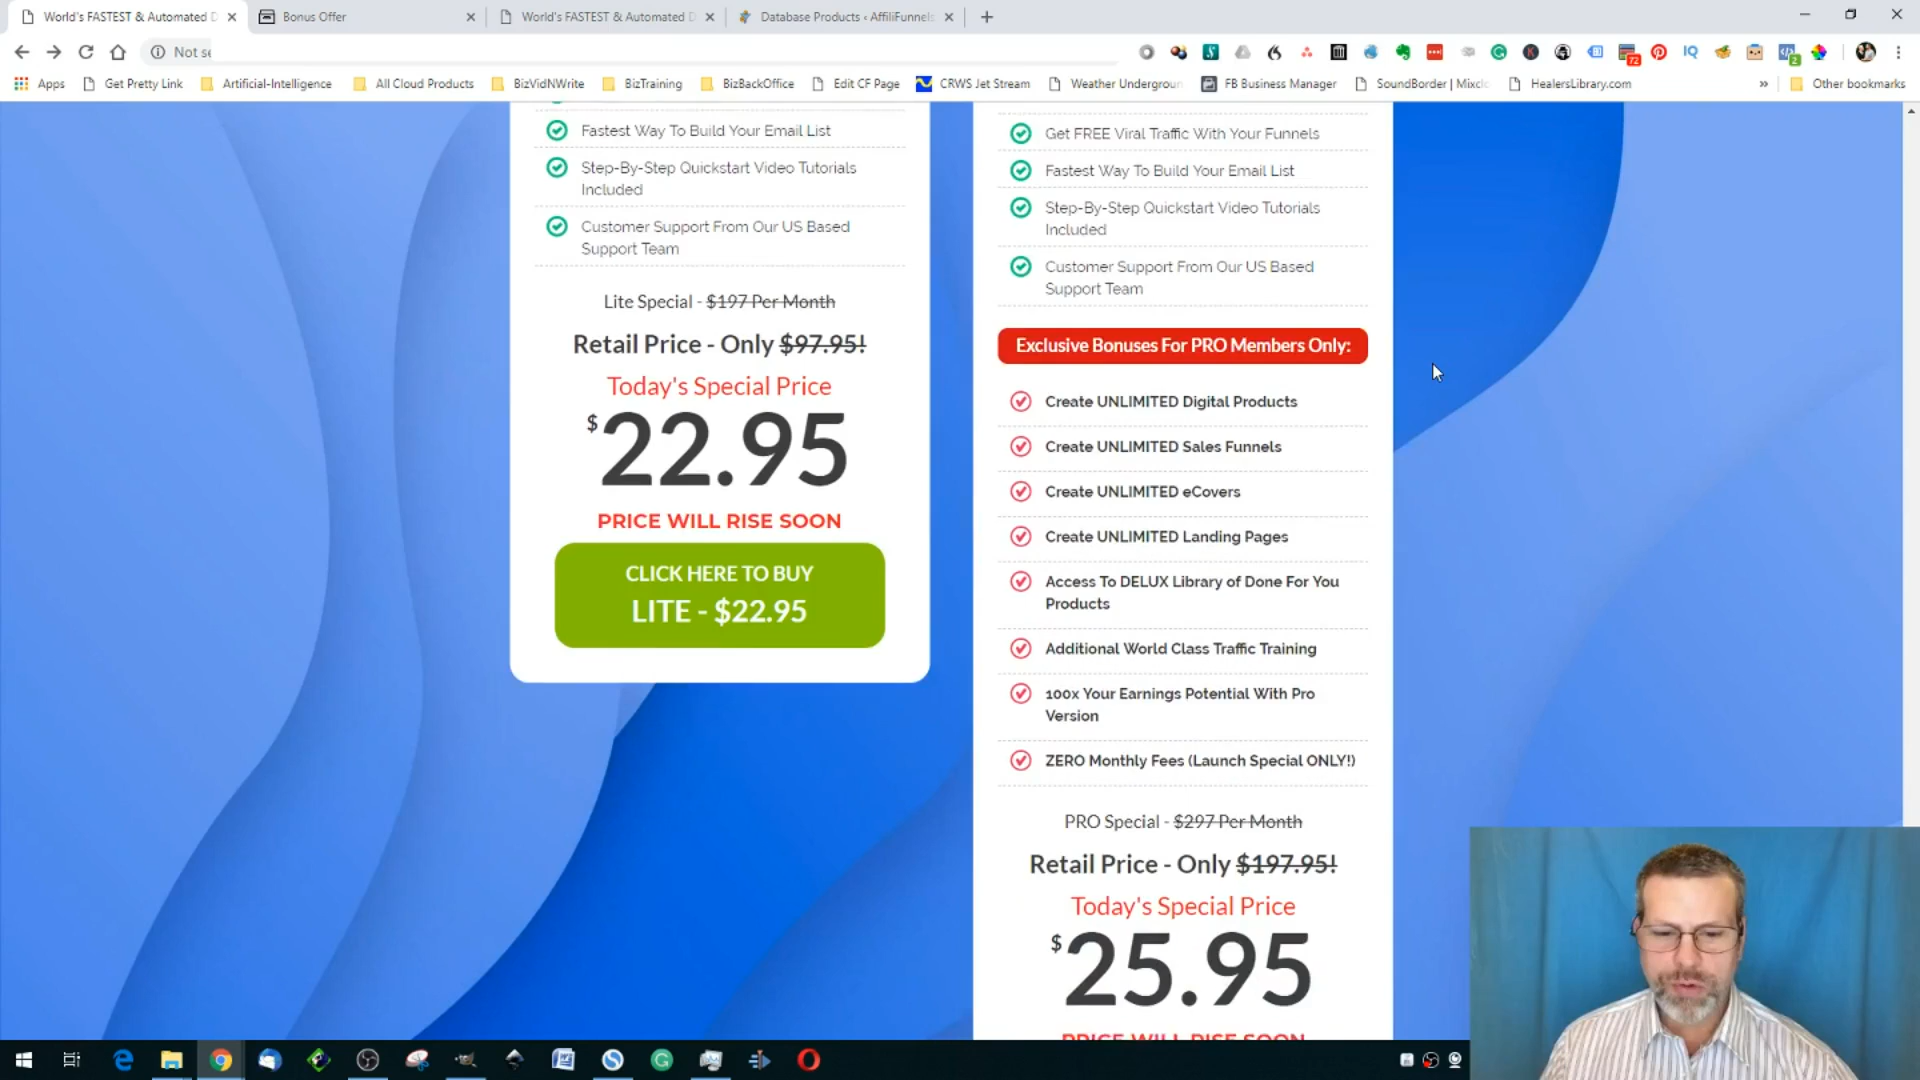 World's FASTEST & Automated D
Bonus Offer
World's FASTEST & Automated D
Database Products ‹ AffiliFunnels
Not se
Apps
Get Pretty Link
Artificial-Intelligence
All Cloud Products
BizVidNWrite
BizTraining
BizBackOffice
Edit CF Page
CRWS Jet Stream
Weather Undergroun
FB Business Manager
SoundBorder | Mixclo
HealersLibrary.com
»
Other bookmarks
72
2
Fastest Way To Build Your Email List
Step-By-Step Quickstart Video Tutorials
Included
Customer Support From Our US Based
Support Team
Lite Special - $197 Per Month
Retail Price - Only $97.95!
Today's Special Price
$22.95
PRICE WILL RISE SOON
CLICK HERE TO BUY
LITE - $22.95
Get FREE Viral Traffic With Your Funnels
Fastest Way To Build Your Email List
Step-By-Step Quickstart Video Tutorials
Included
Customer Support From Our US Based
Support Team
Exclusive Bonuses For PRO Members Only:
Create UNLIMITED Digital Products
Create UNLIMITED Sales Funnels
Create UNLIMITED eCovers
Create UNLIMITED Landing Pages
Access To DELUX Library of Done For You
Products
Additional World Class Traffic Training
100x Your Earnings Potential With Pro
Version
ZERO Monthly Fees (Launch Special ONLY!)
PRO Special - $297 Per Month
Retail Price - Only $197.95!
Today's Special Price
$25.95
PRICE WILL RISE SOON